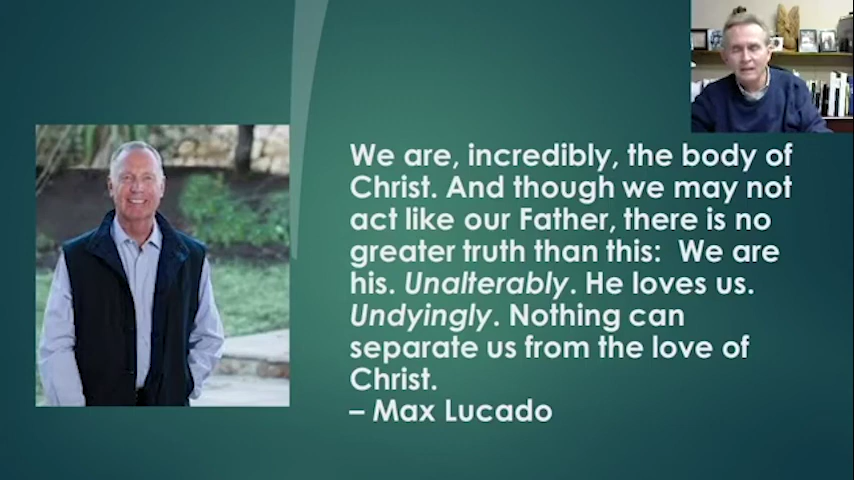 We are, incredibly, the body of
Christ. And though we may not
act like our Father, there is no
greater truth than this:  We are
his. Unalterably. He loves us.
Undyingly. Nothing can
separate us from the love of
Christ.
– Max Lucado